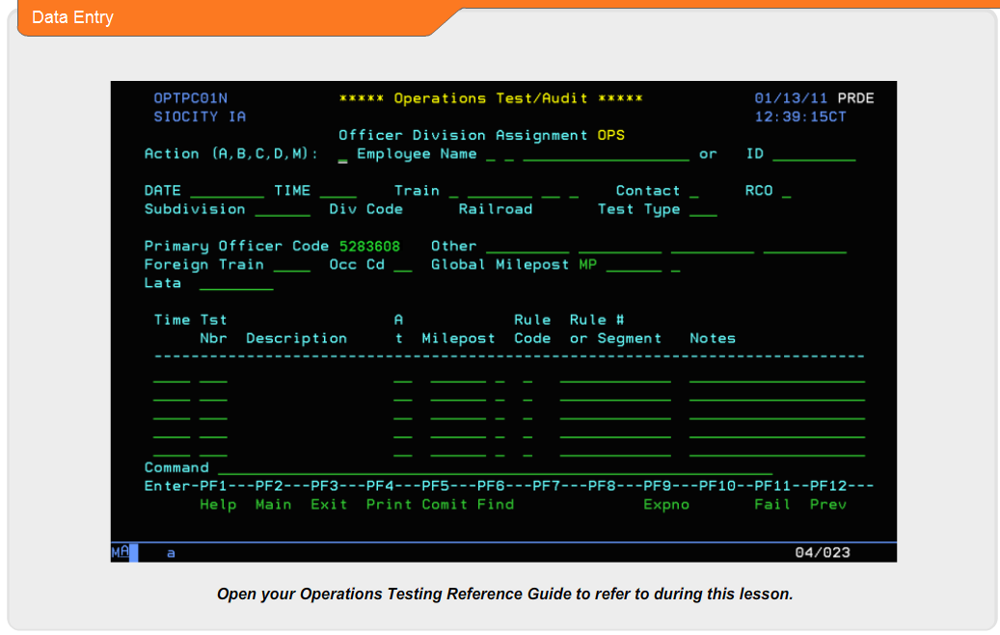 Data Entry
OPTPC01N ***** Operations Test/Audit ***** 01/13/11 PRDE
SIOCITY IA 12:39:15CT
Officer Division Assignment OPS
Action (A,B,C,D,M): _ Employee Name _ _ __________________ or ID _________
DATE ________ TIME ____ Train _ _______ __ _ Contact _ RCO _
Subdivision ______ Div Code Railroad Test Type ___
Primary Officer Code 5283608 Other _________ _________ _________ _________
Foreign Train ____ Occ Cd __ Global Milepost MP ______ _
Lata ________
Time Tst A Rule Rule #
Nbr Description t Milepost Code or Segment Notes
-----------------------------------------------------------------------------
____ ___ __ ______ _ _ ____________ ___________________
____ ___ __ ______ _ _ ____________ ___________________
____ ___ __ ______ _ _ ____________ ___________________
____ ___ __ ______ _ _ ____________ ___________________
____ ___ __ ______ _ _ ____________ ___________________
Command ____________________________________________________________
Enter-PF1---PF2---PF3---PF4---PF5---PF6---PF7---PF8---PF9---PF10--PF11--PF12---
Help Main Exit Print Comit Find Expno Fail Prev
MA a 04/023
Open your Operations Testing Reference Guide to refer to during this lesson.